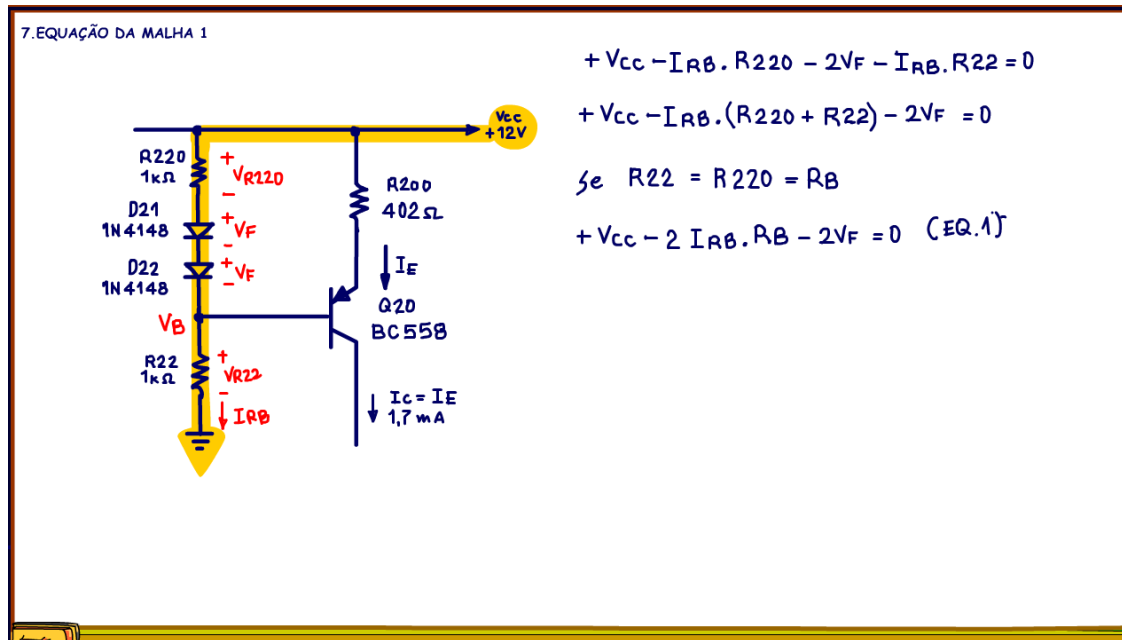 7.EQUAÇÃO DA MALHA 1
+ VCC - IRB. R220 - 2VF - IRB. R22 = 0
+ VCC - IRB.(R220 + R22) - 2VF = 0
se R22 = R220 = RB
+ VCC - 2 IRB. RB - 2VF = 0 (EQ.1)
VCC
+12V
R220
1KΩ
+
VR220
-
R200
402Ω
D21
1N4148
+
VF
-
D22
1N4148
+
VF
-
IE
Q20
BC558
VB
R22
1KΩ
+
VR22
-
IRB
IC = IE
1,7 mA